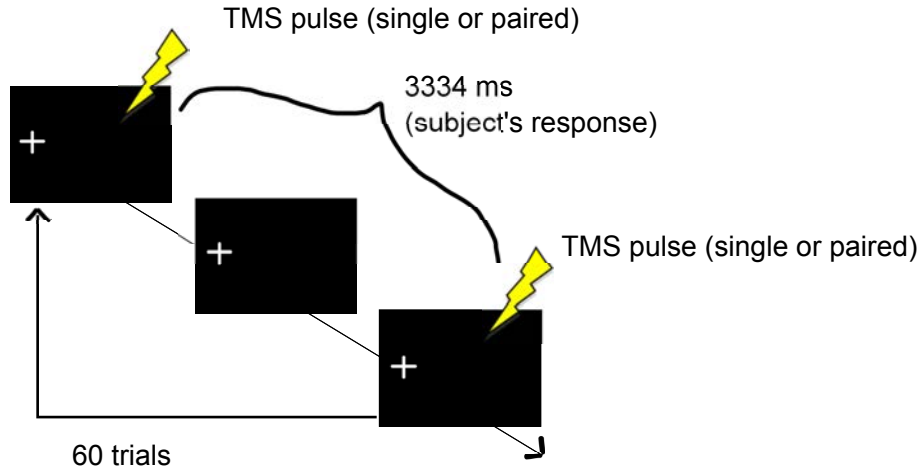 TMS pulse (single or paired)
3334 ms
(subject's response)
TMS pulse (single or paired)
60 trials